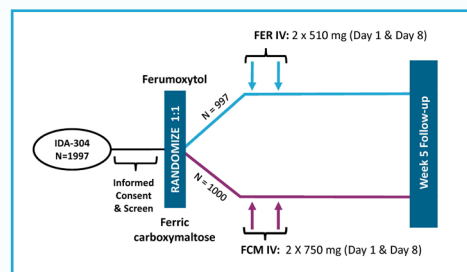 FER IV: 2 x 510 mg (Day 1 & Day 8)
Ferumoxytol
N = 997
IDA-304
N=1997
RANDOMIZE 1:1
Week 5 Follow-up
Informed
Consent
& Screen
N = 1000
Ferric
carboxymaltose
FCM IV: 2 X 750 mg (Day 1 & Day 8)